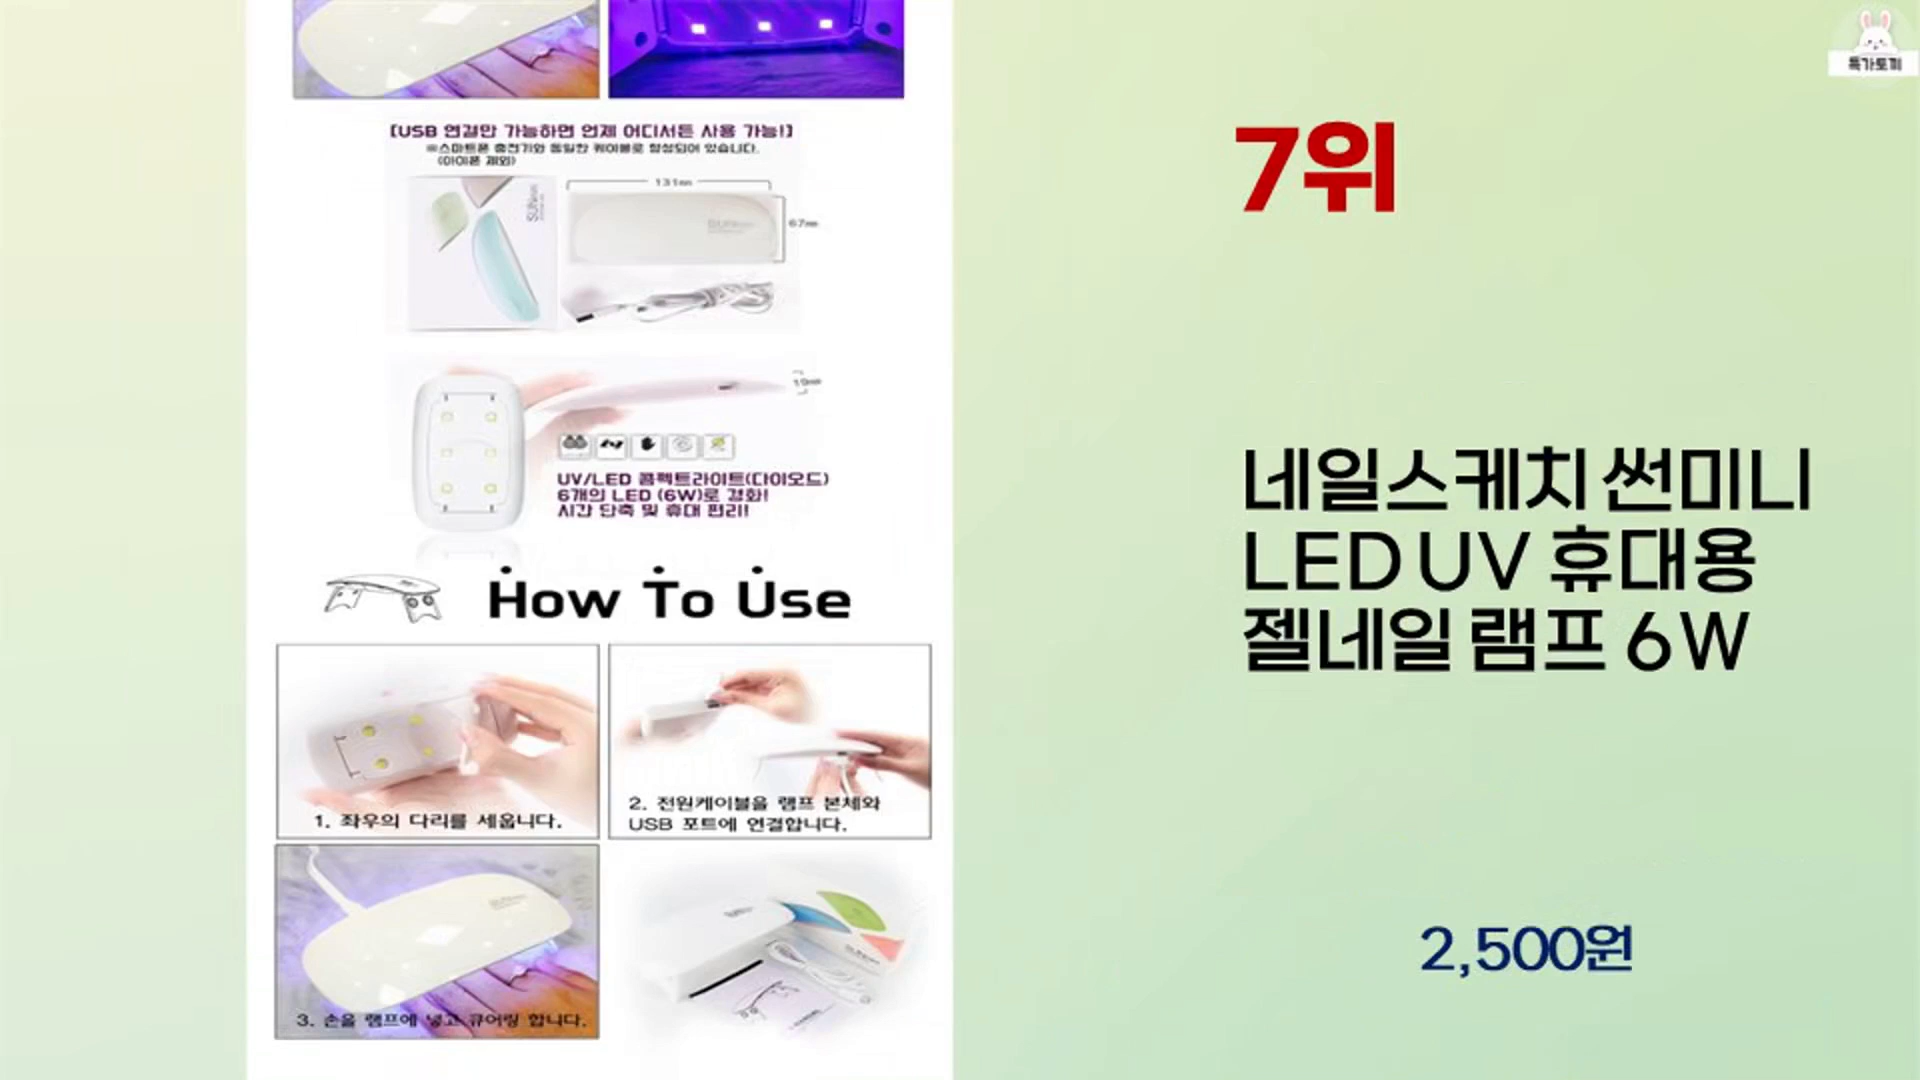 특가토끼
7위
네일스케치 썬미니
LED UV 휴대용
젤네일 램프 6W
2,500원
[USB 연결만 가능하면 언제 어디서든 사용 가능!]
※스마트폰 충전기와 동일한 케이블로 형성되어 있습니다.
(아이폰 제외)
131mm
67mm
SUNmini
19mm
UV/LED 콤팩트라이트(다이오드)
6개의 LED (6W)로 경화!
시간 단축 및 휴대 편리!
How To Use
1. 좌우의 다리를 세웁니다.
2. 전원케이블을 램프 본체와
USB 포트에 연결합니다.
3. 손을 램프에 넣고 큐어링 합니다.